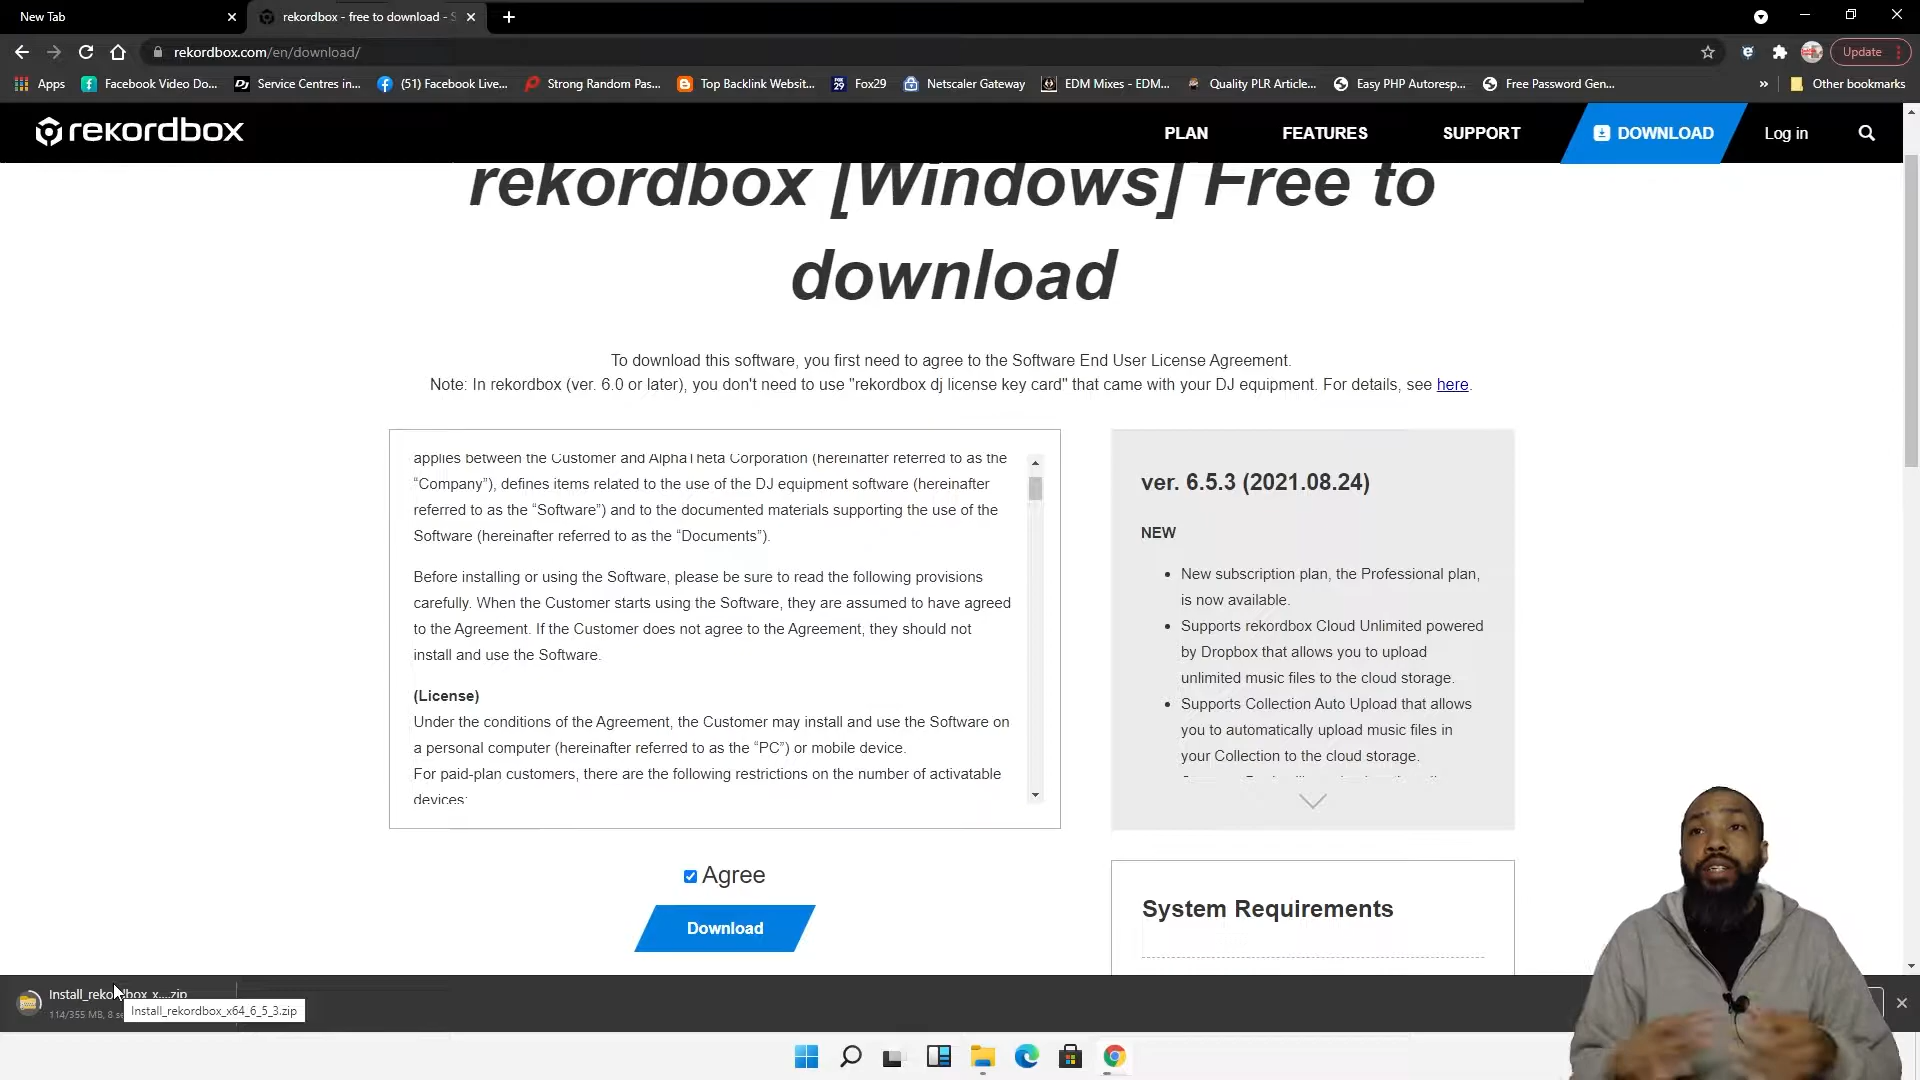 New Tab
rekordbox - free to download - S
rekordbox.com/en/download/
Update
Apps
Facebook Video Do...
Service Centres in...
(51) Facebook Live...
Strong Random Pas...
Top Backlink Websit...
Fox29
Netscaler Gateway
EDM Mixes - EDM...
Quality PLR Article...
Easy PHP Autoresp...
Free Password Gen...
Other bookmarks
rekordbox
PLAN
FEATURES
SUPPORT
DOWNLOAD
Log in
rekordbox [Windows] Free to
download
To download this software, you first need to agree to the Software End User License Agreement.
Note: In rekordbox (ver. 6.0 or later), you don't need to use "rekordbox dj license key card" that came with your DJ equipment. For details, see here.
applies between the Customer and AlphaTheta Corporation (hereinafter referred to as the
“Company”), defines items related to the use of the DJ equipment software (hereinafter
referred to as the “Software”) and to the documented materials supporting the use of the
Software (hereinafter referred to as the “Documents”).
Before installing or using the Software, please be sure to read the following provisions
carefully. When the Customer starts using the Software, they are assumed to have agreed
to the Agreement. If the Customer does not agree to the Agreement, they should not
install and use the Software.
(License)
Under the conditions of the Agreement, the Customer may install and use the Software on
a personal computer (hereinafter referred to as the “PC”) or mobile device.
For paid-plan customers, there are the following restrictions on the number of activatable
devices:
ver. 6.5.3 (2021.08.24)
NEW
• New subscription plan, the Professional plan,
is now available.
• Supports rekordbox Cloud Unlimited powered
by Dropbox that allows you to upload
unlimited music files to the cloud storage.
• Supports Collection Auto Upload that allows
you to automatically upload music files in
your Collection to the cloud storage.
Agree
Download
System Requirements
Install_rekordbox_x....zip
114/355 MB, 8 se
Install_rekordbox_x64_6_5_3.zip